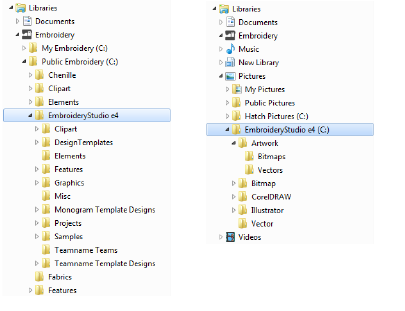 Libraries
Documents
Embroidery
My Embroidery (C:)
Public Embroidery (C:)
Chenille
Clipart
Elements
EmbroideryStudio e4
Clipart
DesignTemplates
Elements
Features
Graphics
Misc
Monogram Template Designs
Projects
Samples
Teamname Teams
Teamname Template Designs
Fabrics
Features
Libraries
Documents
Embroidery
Music
New Library
Pictures
My Pictures
Public Pictures
Hatch Pictures (C:)
EmbroideryStudio e4 (C:)
Artwork
Bitmaps
Vectors
Bitmap
CorelDRAW
Illustrator
Vector
Videos